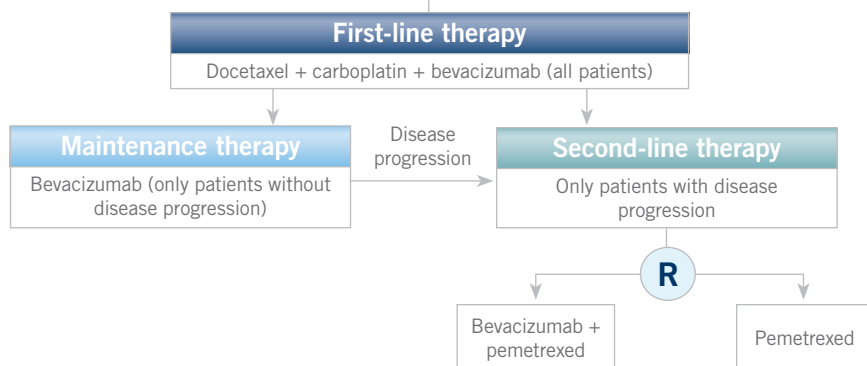 First-line therapy
Docetaxel + carboplatin + bevacizumab (all patients)
Maintenance therapy
Bevacizumab (only patients without
disease progression)
Disease
progression
Second-line therapy
Only patients with disease
progression
R
Bevacizumab +
pemetrexed
Pemetrexed